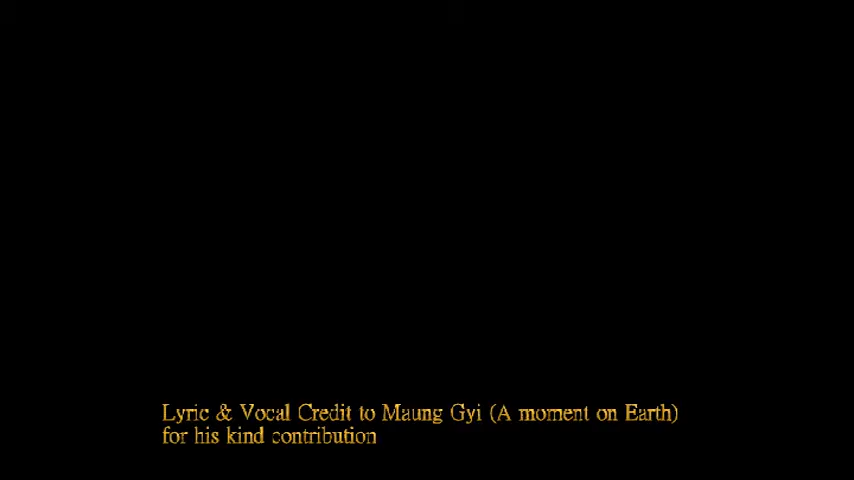 Lyric & Vocal Credit to Maung Gyi (A moment on Earth)
for his kind contribution